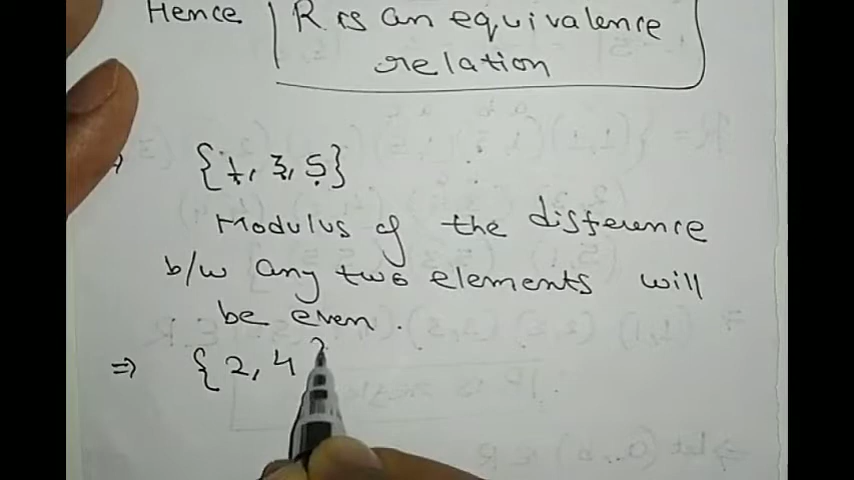 Hence R is an equivalence
relation
{1, 3, 5}
Modulus of the difference
b/w any two elements will
be even.
⇒ {2, 4}